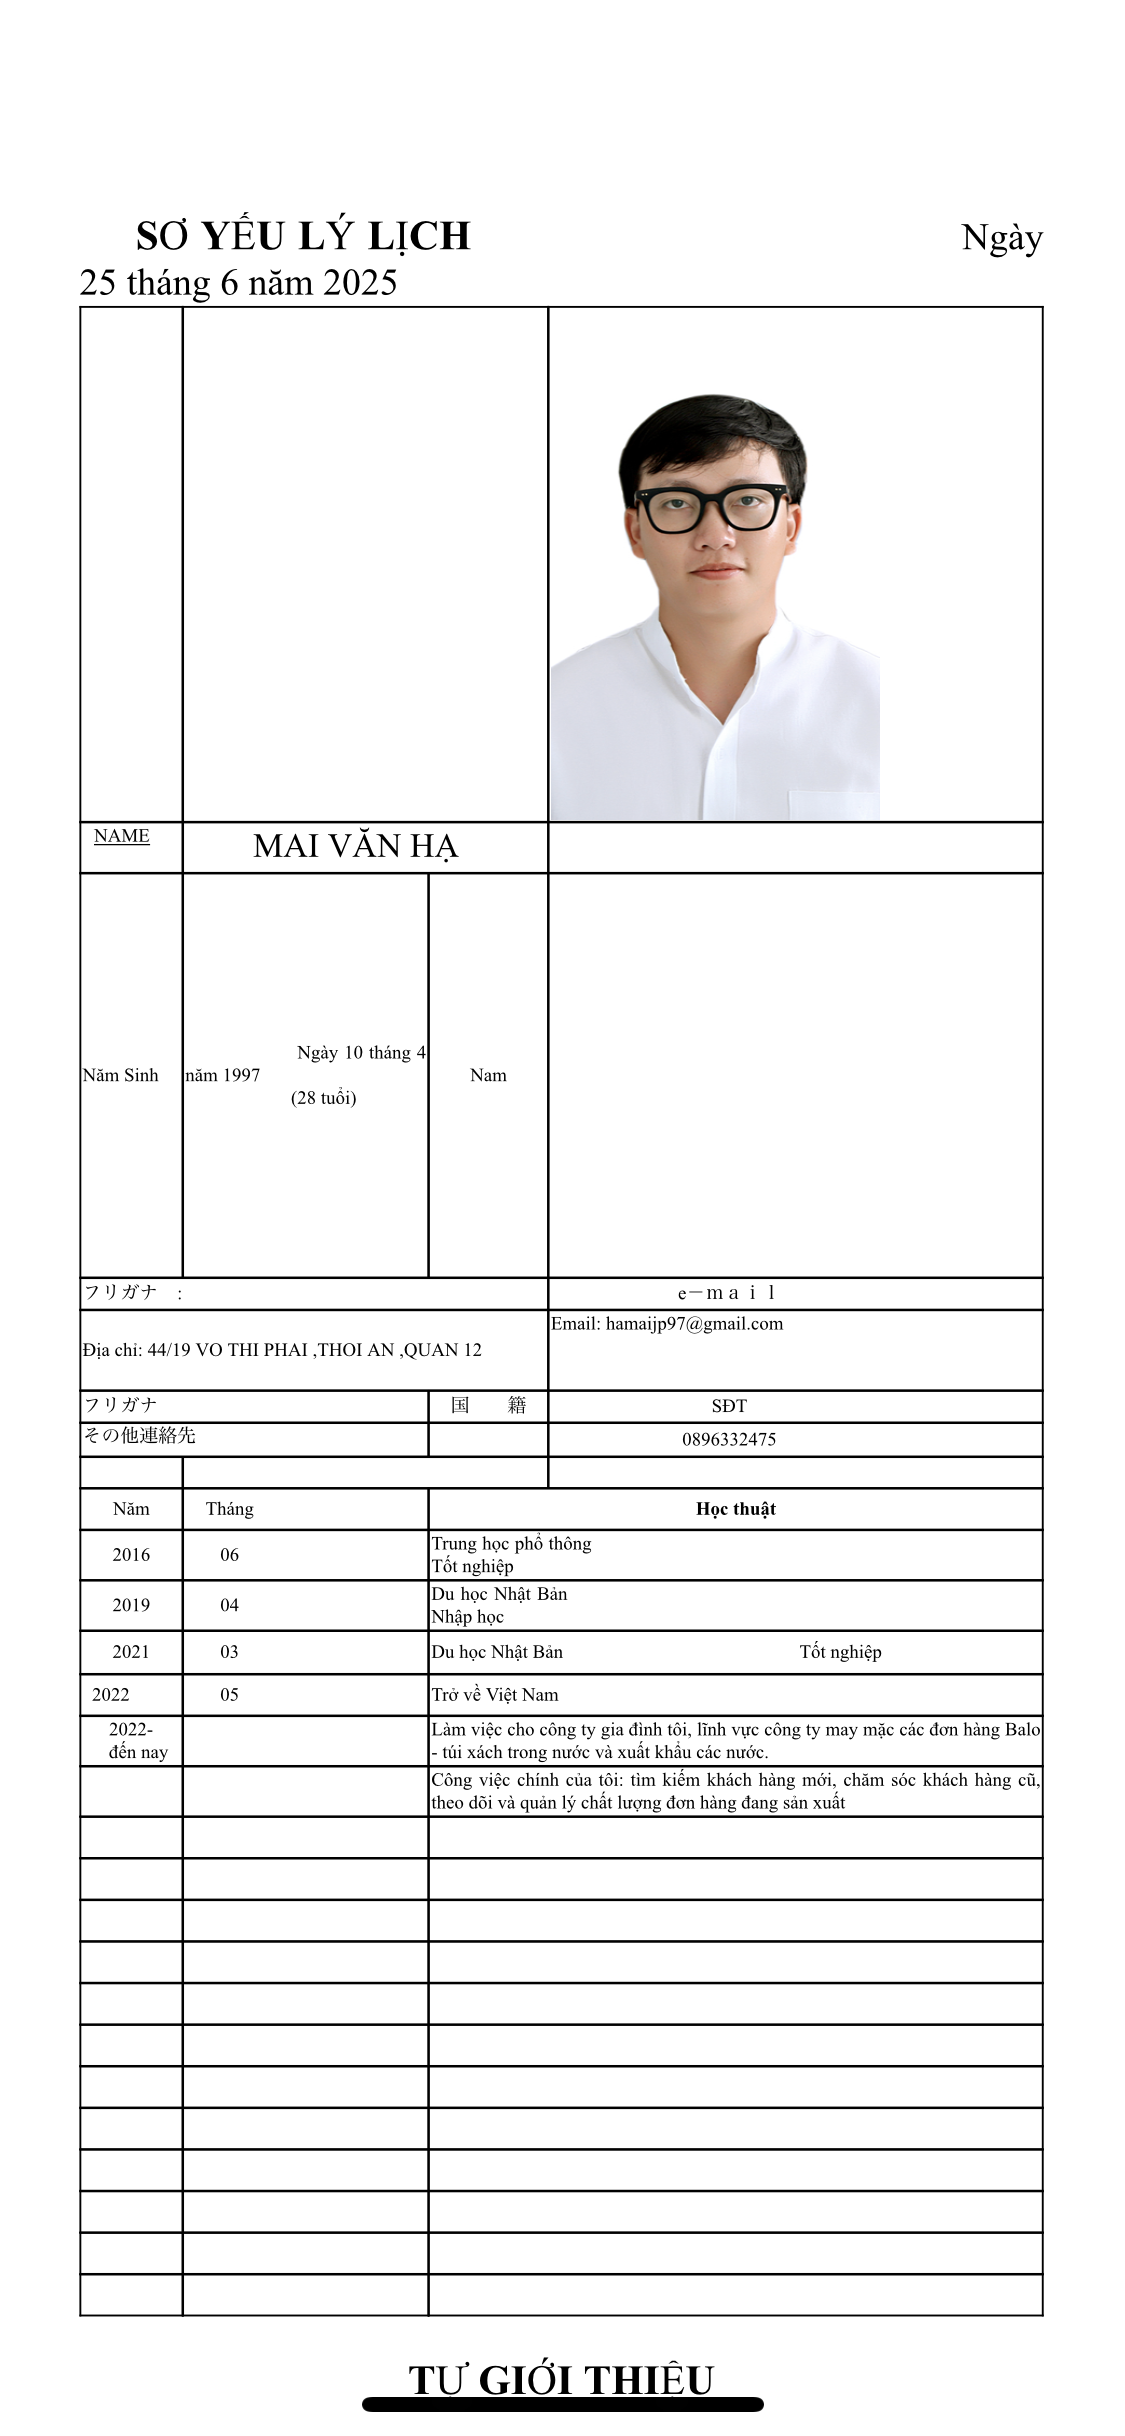 SƠ YẾU LÝ LỊCH Ngày
25 tháng 6 năm 2025
NAME MAI VĂN HẠ
Năm Sinh Ngày 10 tháng 4
năm 1997
(28 tuổi)
Nam
フリガナ : e－ｍａｉｌ
Địa chỉ: 44/19 VO THI PHAI ,THOI AN ,QUAN 12
Email: hamaijp97@gmail.com
フリガナ 国 籍 SĐT
その他連絡先 0896332475
Năm Tháng Học thuật
2016 06 Trung học phổ thông
Tốt nghiệp
2019 04 Du học Nhật Bản
Nhập học
2021 03 Du học Nhật Bản Tốt nghiệp
2022 05 Trở về Việt Nam
2022-
đến nay
Làm việc cho công ty gia đình tôi, lĩnh vực công ty may mặc các đơn hàng Balo
- túi xách trong nước và xuất khẩu các nước.
Công việc chính của tôi: tìm kiếm khách hàng mới, chăm sóc khách hàng cũ,
theo dõi và quản lý chất lượng đơn hàng đang sản xuất
TỰ GIỚI THIỆU